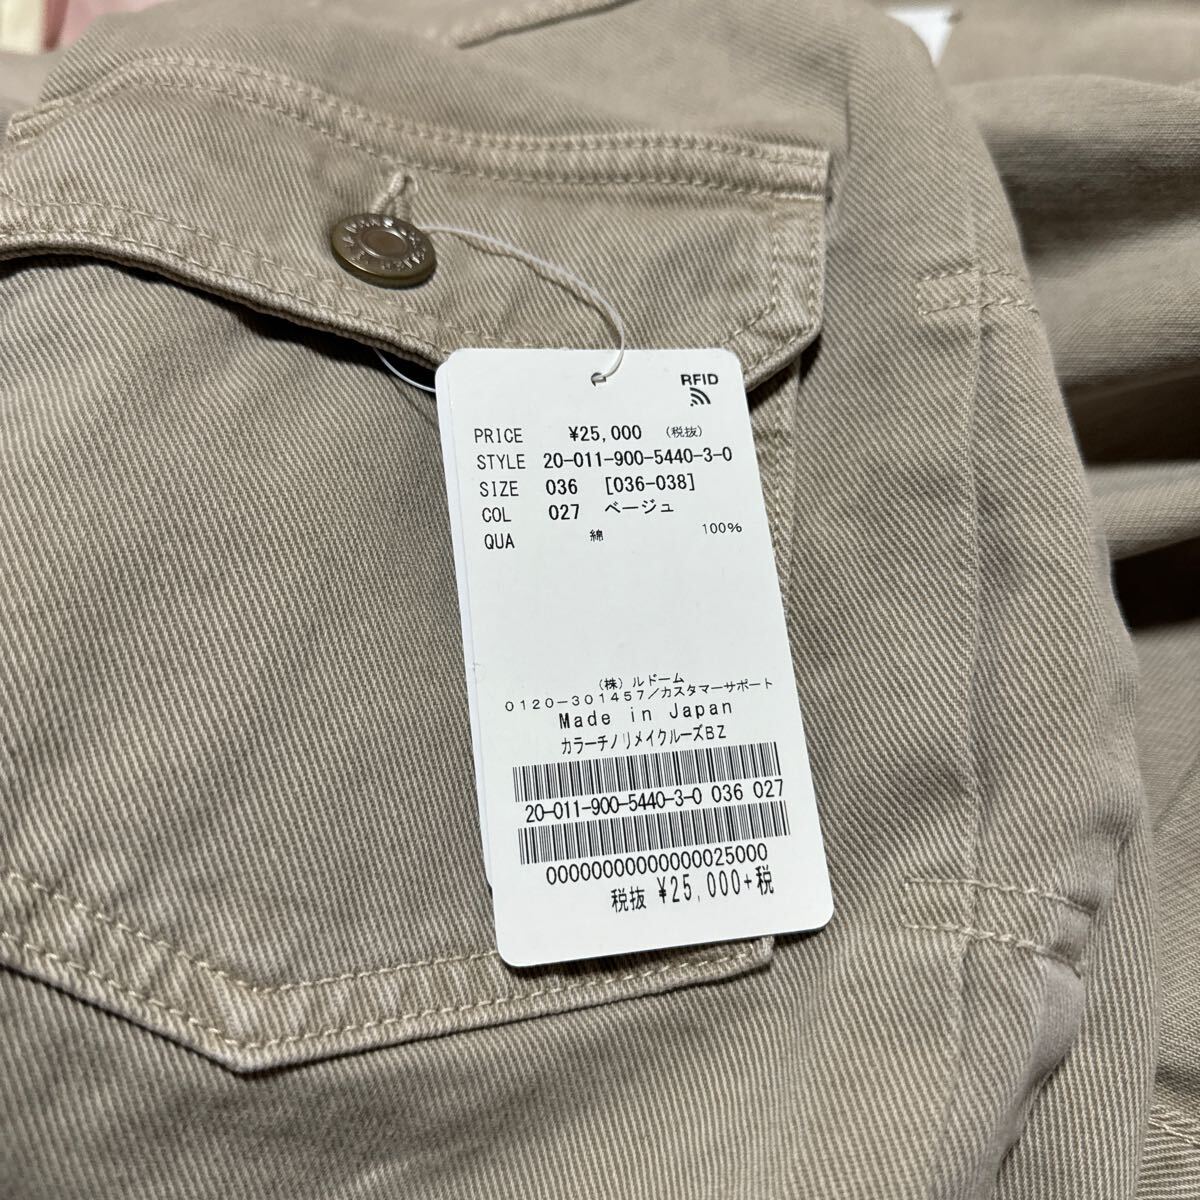 RFID
PRICE ¥25,000 (税抜)
STYLE 20-011-900-5440-3-0
SIZE 036 [036-038]
COL 027 ベージュ
QUA 綿 100%
(株)ルドーム
0120-301457/カスタマーサポート
Made in Japan
カラーチノリメイクルーズBZ
20-011-900-5440-3-0 036 027
00000000000000025000
税抜 ¥25,000+税